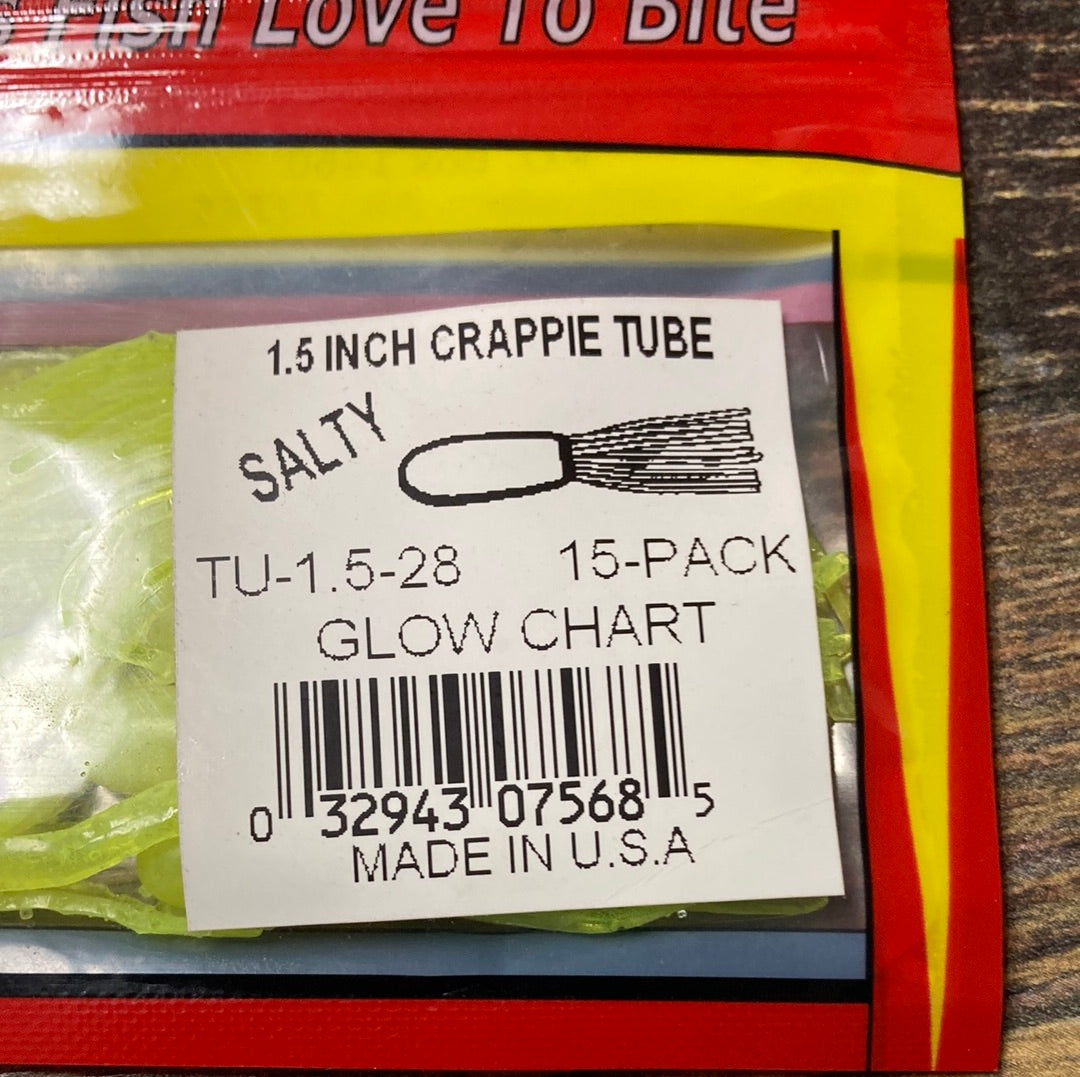 Fish Love To Bite
1.5 INCH CRAPPIE TUBE
SALTY
TU-1.5-28 15-PACK
GLOW CHART
0 32943 07568 5
MADE IN U.S.A